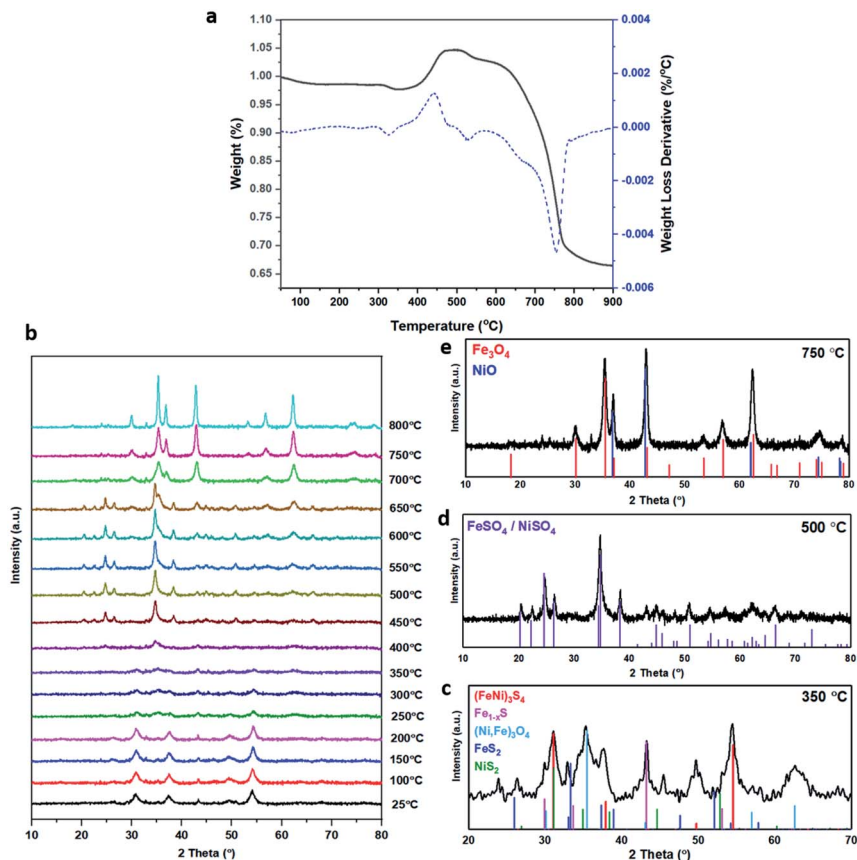 a
1.10
1.05
1.00
0.95
0.90
0.85
0.80
0.75
0.70
0.65
Weight (%)
0.004
0.002
0.000
-0.002
-0.004
-0.006
Weight Loss Derivative (%/°C)
100 200 300 400 500 600 700 800 900
Temperature (°C)
b
Intensity (a.u.)
800°C
750°C
700°C
650°C
600°C
550°C
500°C
450°C
400°C
350°C
300°C
250°C
200°C
150°C
100°C
25°C
10 20 30 40 50 60 70 80
2 Theta (°)
e
Fe₃O₄
NiO
750 °C
Intensity (a.u.)
10 20 30 40 50 60 70 80
2 Theta (°)
d
FeSO₄ / NiSO₄
500 °C
Intensity (a.u.)
10 20 30 40 50 60 70 80
2 Theta (°)
c
(FeNi)₃S₄
Fe₁₋ₓS
(Ni,Fe)₃O₄
FeS₂
NiS₂
350 °C
Intensity (a.u.)
20 30 40 50 60 70
2 Theta (°)